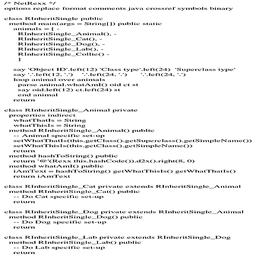 /* NetRexx */
options replace format comments java crossref symbols binary

class RInheritSingle public
  method main(args = String[]) public static
    animals = [ -
      RInheritSingle_Animal(), -
      RInheritSingle_Cat(), -
      RInheritSingle_Dog(), -
      RInheritSingle_Lab(), -
      RInheritSingle_Collie() -
      ]

    say 'Object ID'.left(12) 'Class type'.left(24) 'Superclass type'
    say '.'.left(12, '.') '.'.left(24, '.') '.'.left(24, '.')
    loop animal over animals
      parse animal.whatAmI() oid ct st
      say oid.left(12) ct.left(24) st
      end animal
    return

class RInheritSingle_Animal private
  properties indirect
    whatThatIs = String
    whatThisIs = String
  method RInheritSingle_Animal() public
    -- Animal specific set-up
    setWhatThatIs(this.getClass().getSuperclass().getSimpleName())
    setWhatThisIs(this.getClass().getSimpleName())
    return
  method hashToString() public
    return '@'(Rexx this.hashCode()).d2x().right(8, 0)
  method whatAmI() public
    iAmText = hashToString() getWhatThisIs() getWhatThatIs()
    return iAmText

class RInheritSingle_Cat private extends RInheritSingle_Animal
  method RInheritSingle_Cat() public
    -- Do Cat specific set-up
    return

class RInheritSingle_Dog private extends RInheritSingle_Animal
  method RInheritSingle_Dog() public
    -- Do Dog specific set-up
    return

class RInheritSingle_Lab private extends RInheritSingle_Dog
  method RInheritSingle_Lab() public
    -- Do Lab specific set-up
    return